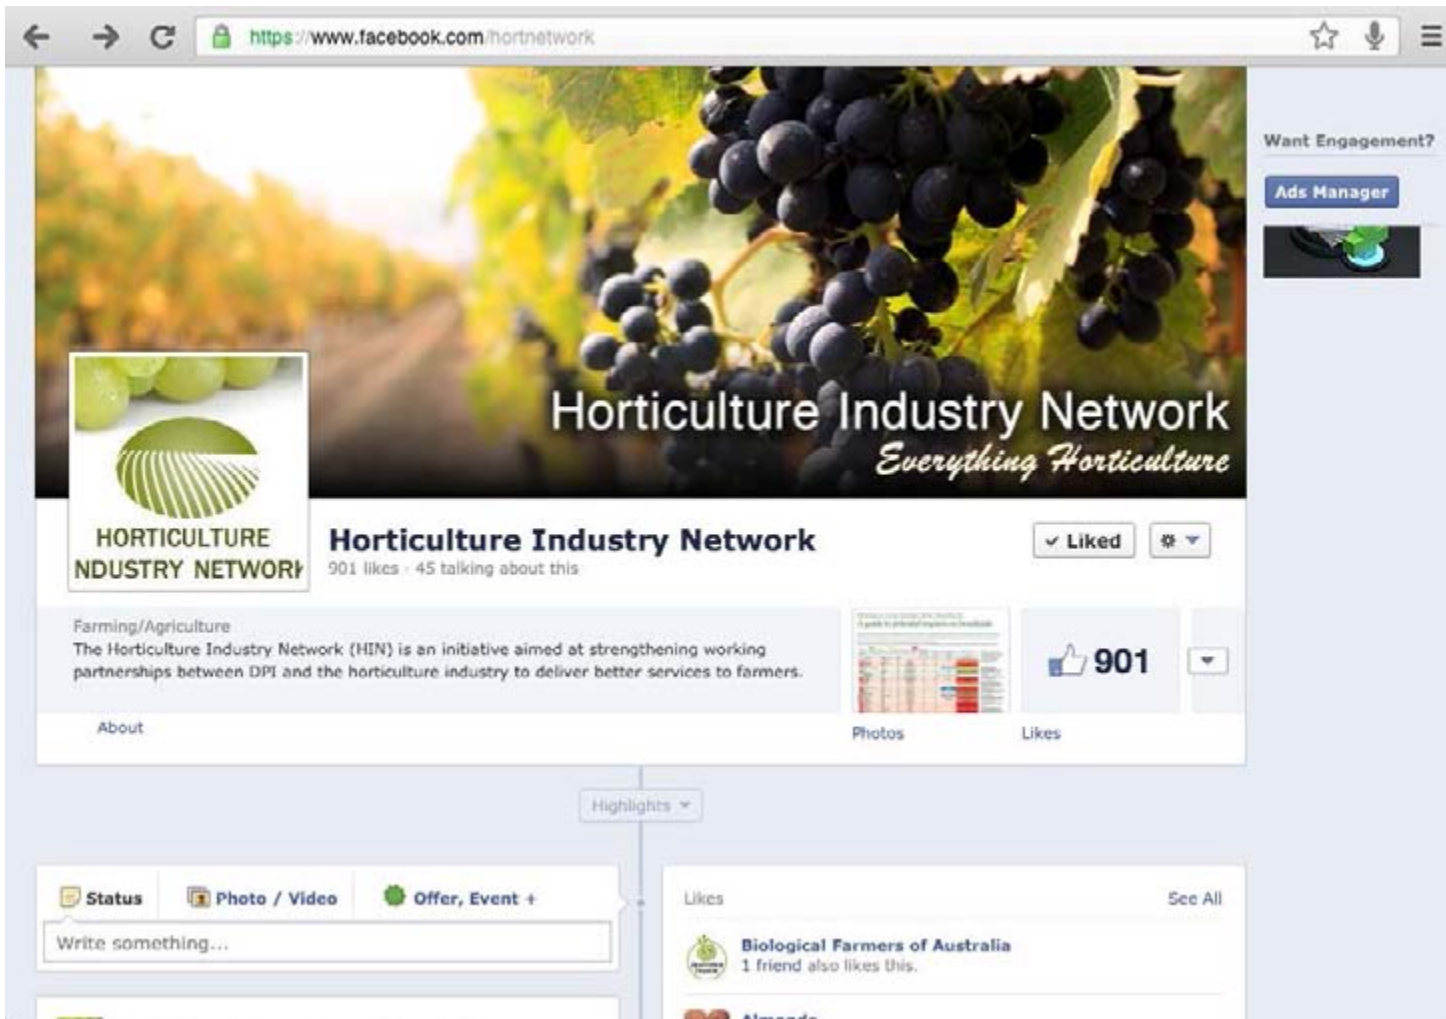 https://www.facebook.com/hortnetwork
Want Engagement?
Ads Manager
Horticulture Industry Network
Everything Horticulture
HORTICULTURE
NDUSTRY NETWORK
Horticulture Industry Network
901 likes · 45 talking about this
Liked
Farming/Agriculture
The Horticulture Industry Network (HIN) is an initiative aimed at strengthening working
partnerships between DPI and the horticulture industry to deliver better services to farmers.
About
901
Photos
Likes
Highlights
Status
Photo / Video
Offer, Event +
Write something...
Likes
See All
Biological Farmers of Australia
1 friend also likes this.
Almonds